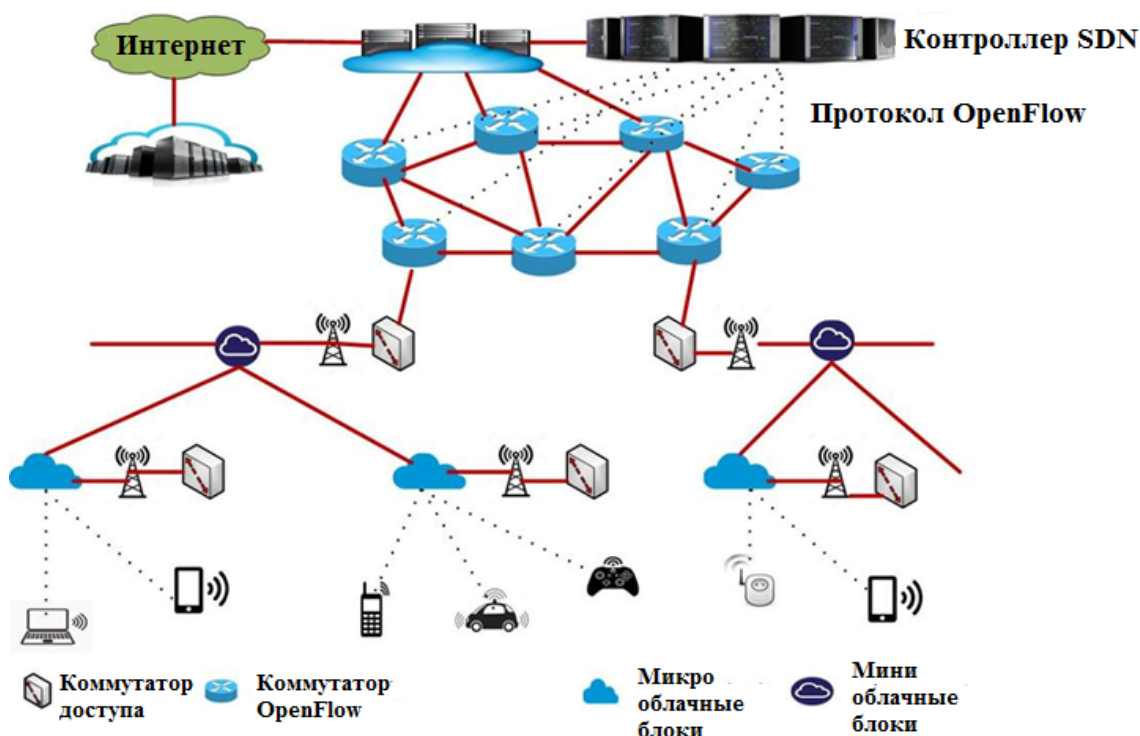 Интернет
Контроллер SDN
Протокол OpenFlow
Коммутатор
доступа
Коммутатор
OpenFlow
Микро
облачные
блоки
Мини
облачные
блоки